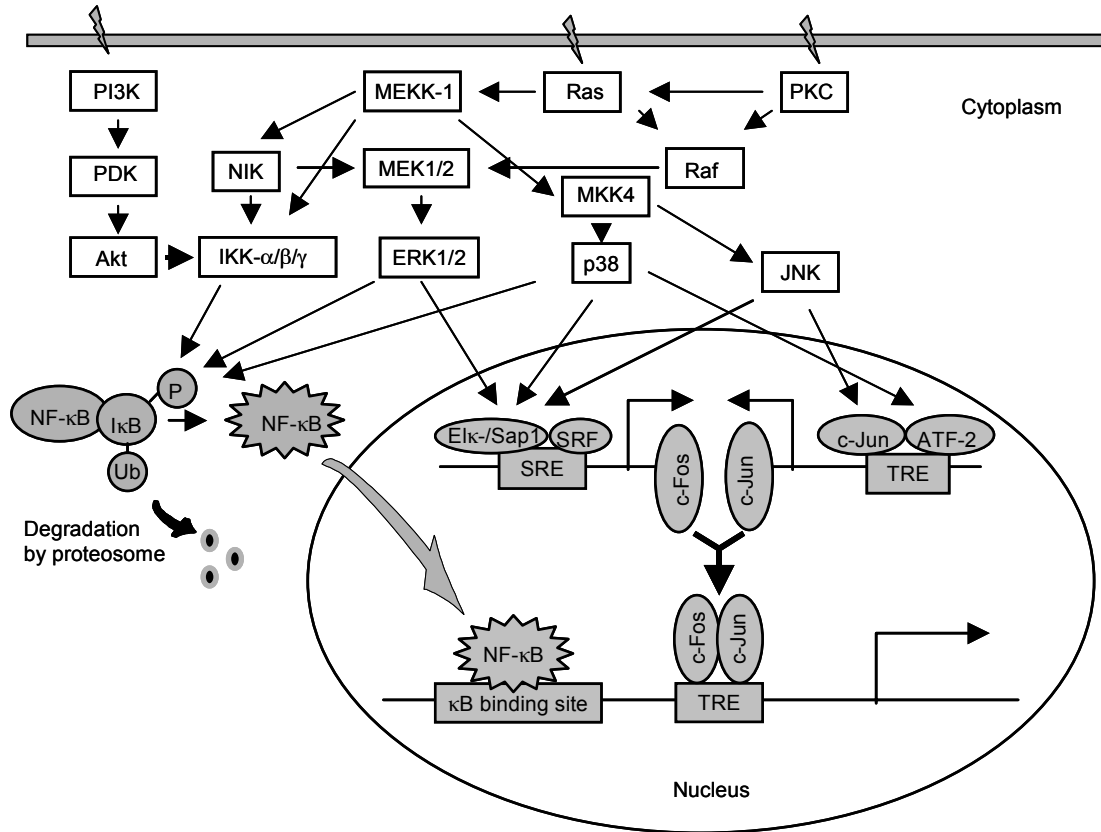 PI3K
MEKK-1
Ras
PKC
Cytoplasm
PDK
NIK
MEK1/2
Raf
MKK4
Akt
IKK-α/β/γ
ERK1/2
p38
JNK
P
NF-κB
IκB
NF-κB
Ub
Elκ-/Sap1
SRF
c-Jun
ATF-2
SRE
c-Fos
c-Jun
TRE
Degradation
by proteosome
c-Fos
c-Jun
NF-κB
κB binding site
TRE
Nucleus